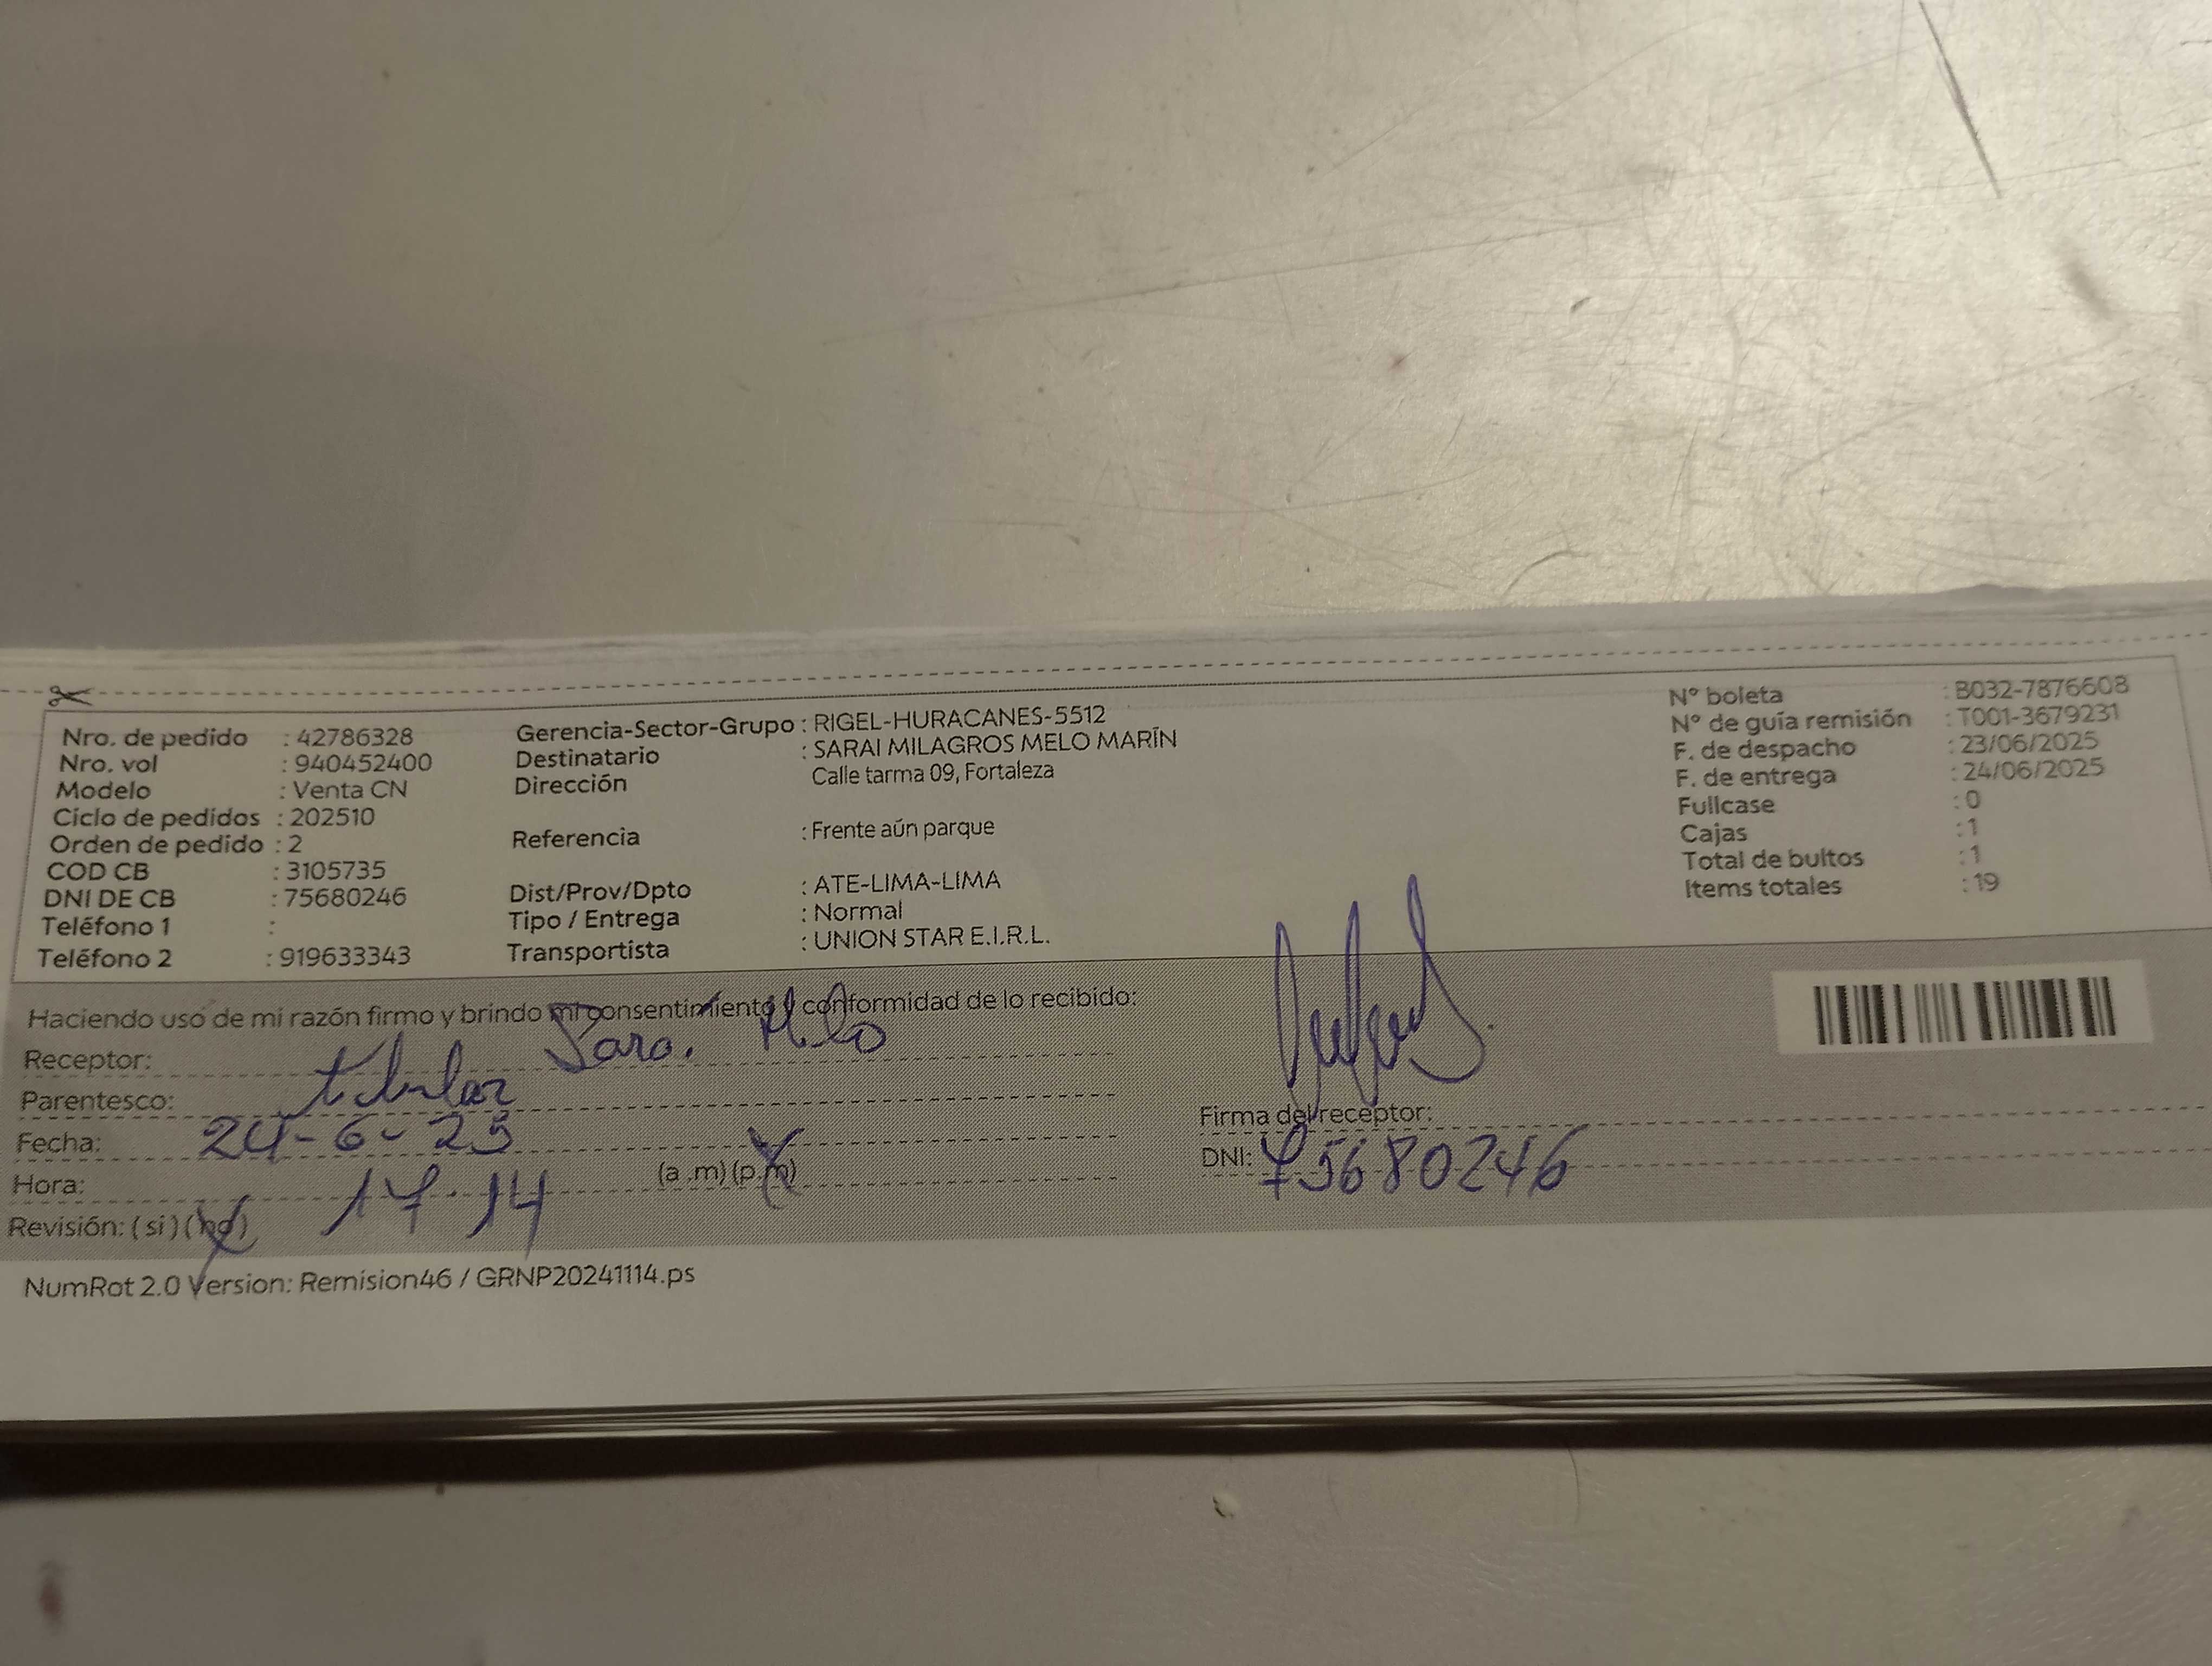 Nro. de pedido : 42786328
Nro. vol : 940452400
Modelo : Venta CN
Ciclo de pedidos : 202510
Orden de pedido : 2
COD CB : 3105735
DNI DE CB : 75680246
Teléfono 1 :
Teléfono 2 : 919633343
Gerencia-Sector-Grupo : RIGEL-HURACANES-5512
Destinatario : SARAI MILAGROS MELO MARÍN
Dirección Calle tarma 09, Fortaleza
Referencia : Frente aún parque
Dist/Prov/Dpto : ATE-LIMA-LIMA
Tipo / Entrega : Normal
Transportista : UNION STAR E.I.R.L.
N° boleta : B032-7876608
N° de guía remisión : T001-3679231
F. de despacho : 23/06/2025
F. de entrega : 24/06/2025
Fullcase : 0
Cajas : 1
Total de bultos : 1
Items totales : 19
Haciendo uso de mi razón firmo y brindo mi consentimiento y conformidad de lo recibido:
Receptor: Sarai Melo
Parentesco: titular
Fecha: 24-6-25
Hora: 17.14 (a .m) (p.m)
Revisión: ( si ) ( no )
Firma del receptor:
DNI: 75680246
NumRot 2.0 Version: Remision46 / GRNP20241114.ps